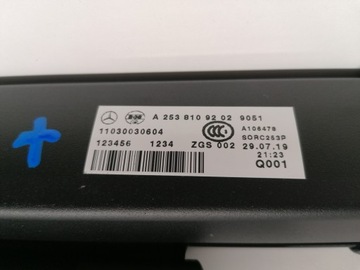 A 253 810 92 02 9051
11030030604
A106478
SORC253P
123456 1234 ZGS 002 29.07.19
21:23
Q001